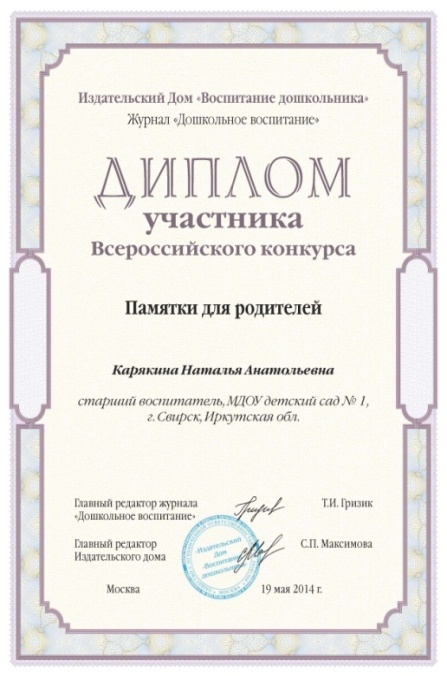 Издательский Дом «Воспитание дошкольника»
Журнал «Дошкольное воспитание»
ДИПЛОМ
участника
Всероссийского конкурса
Памятки для родителей
Карякина Наталья Анатольевна
старший воспитатель, МДОУ детский сад № 1,
г. Свирск, Иркутская обл.
Главный редактор журнала
«Дошкольное воспитание»
Т.И. Гризик
Главный редактор
Издательского дома
С.П. Максимова
Издательский
Дом
«Воспитание
дошкольника»
Москва
19 мая 2014 г.